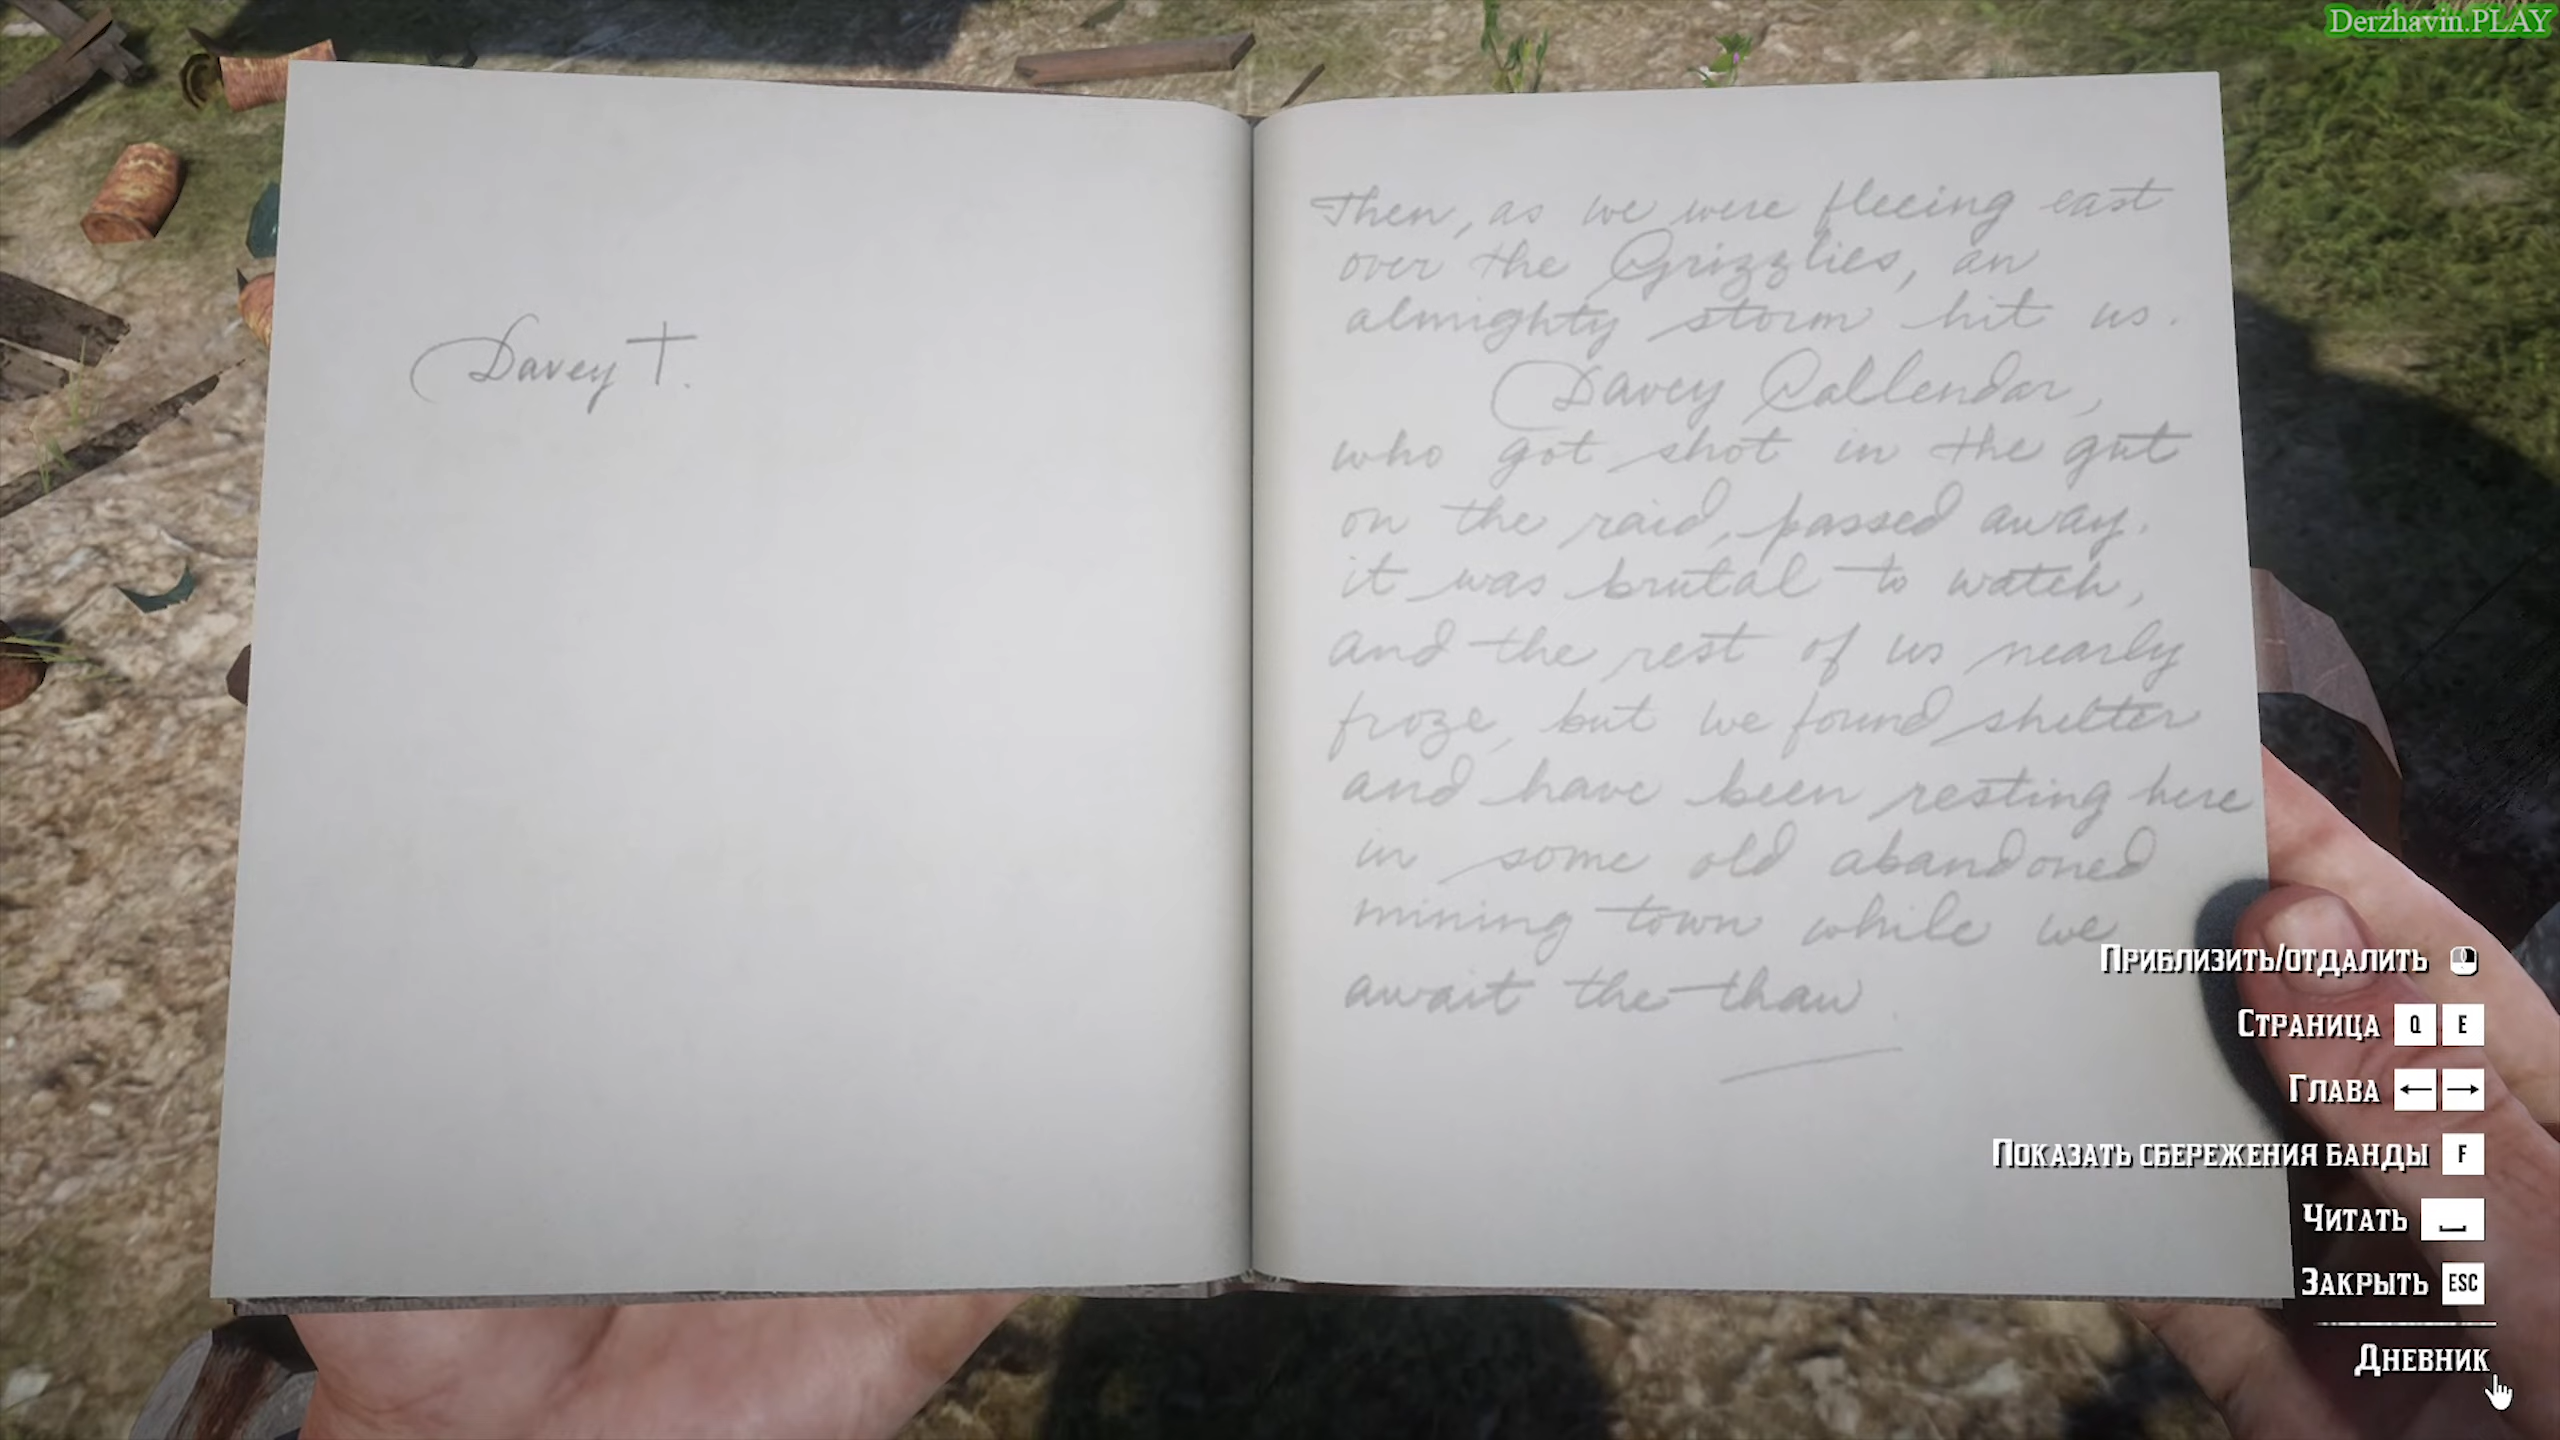 Derzhavin.PLAY
Davey T.
Then, as we were fleeing east
over the Grizzlies, an
almighty storm hit us.
Davey Callendar,
who got shot in the gut
on the raid, passed away.
it was brutal to watch,
and the rest of us nearly
froze, but we found shelter
and have been resting here
in some old abandoned
mining town while we
await the thaw
Приблизить/отдалить
Страница Q E
Глава ← →
Показать сбережения банды F
Читать
Закрыть ESC
Дневник